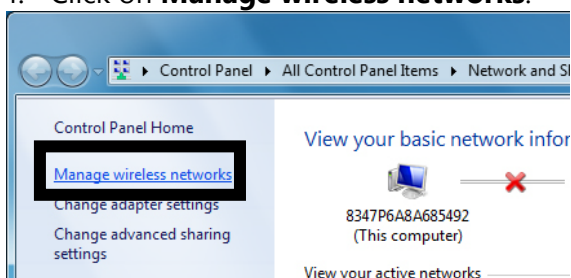 Click on Manage wireless networks.
Control Panel ▸ All Control Panel Items ▸ Network and S
Control Panel Home
Manage wireless networks
Change adapter settings
Change advanced sharing
settings
View your basic network infor
8347P6A8A685492
(This computer)
View your active networks